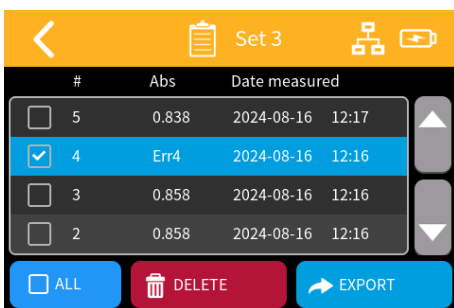 Set 3
# Abs Date measured
5 0.838 2024-08-16 12:17
4 Err4 2024-08-16 12:16
3 0.858 2024-08-16 12:16
2 0.858 2024-08-16 12:16
ALL DELETE EXPORT